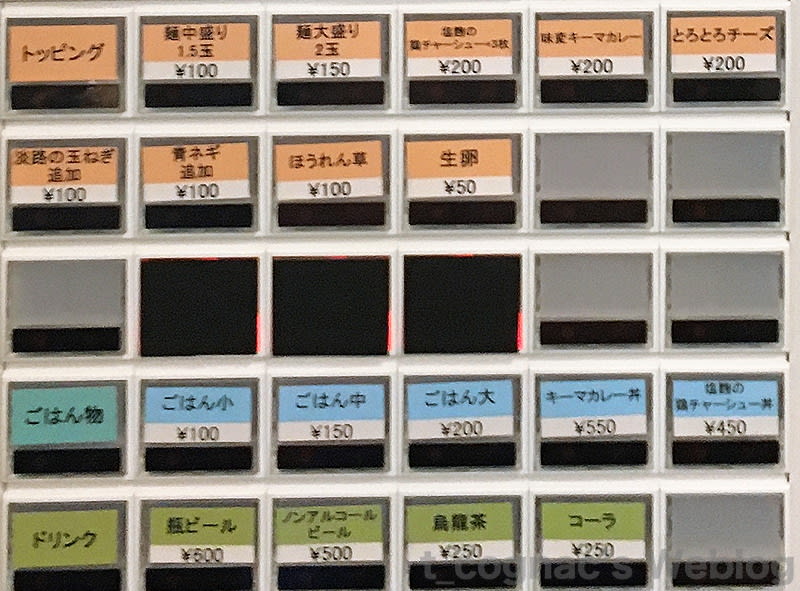 トッピング
麺中盛り
1.5玉
¥100
麺大盛り
2玉
¥150
塩麹の
鶏チャーシュー+3枚
¥200
味変キーマカレー
¥200
とろとろチーズ
¥200
淡路の玉ねぎ
追加
¥100
青ネギ
追加
¥100
ほうれん草
¥100
生卵
¥50
ごはん物
ごはん小
¥100
ごはん中
¥150
ごはん大
¥200
キーマカレー丼
¥550
塩麹の
鶏チャーシュー丼
¥450
ドリンク
瓶ビール
¥600
ノンアルコール
ビール
¥500
烏龍茶
¥250
コーラ
¥250
t_cognac's Weblog